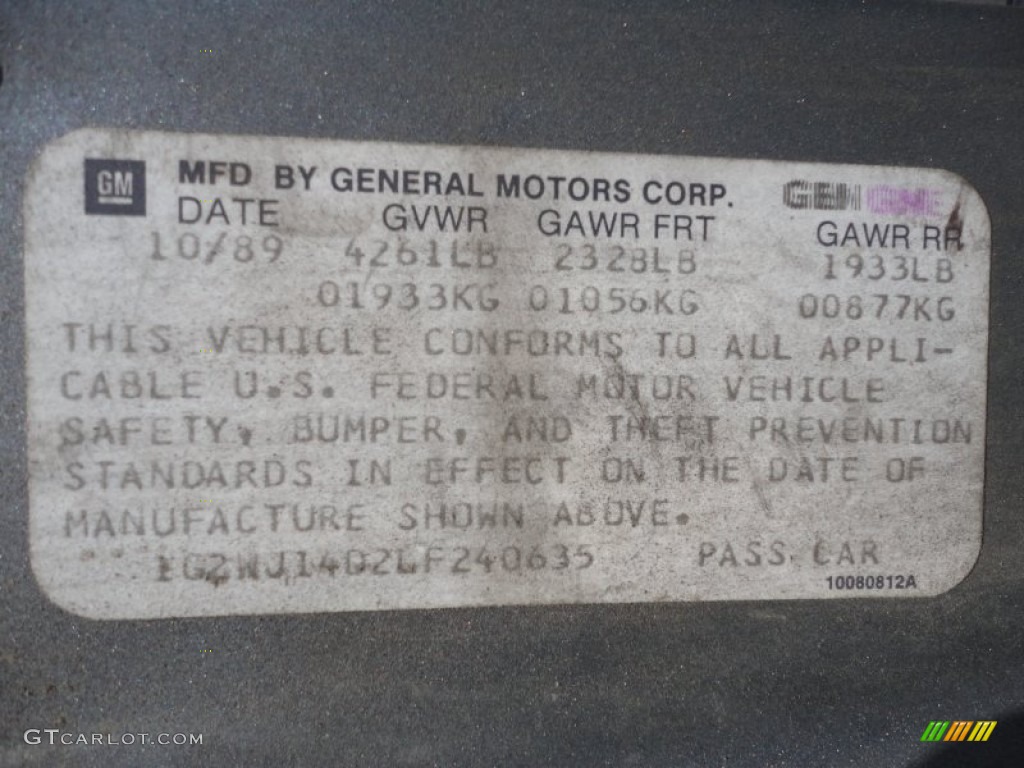 GM MFD BY GENERAL MOTORS CORP. GEN GME
DATE GVWR GAWR FRT GAWR RR
10/89 4261LB 2328LB 1933LB
01933KG 01056KG 00877KG
THIS VEHICLE CONFORMS TO ALL APPLI-
CABLE U.S. FEDERAL MOTOR VEHICLE
SAFETY, BUMPER, AND THEFT PREVENTION
STANDARDS IN EFFECT ON THE DATE OF
MANUFACTURE SHOWN ABOVE.
1G2WJ14D2LF240635 PASS CAR
10080812A
GTCARLOT.COM